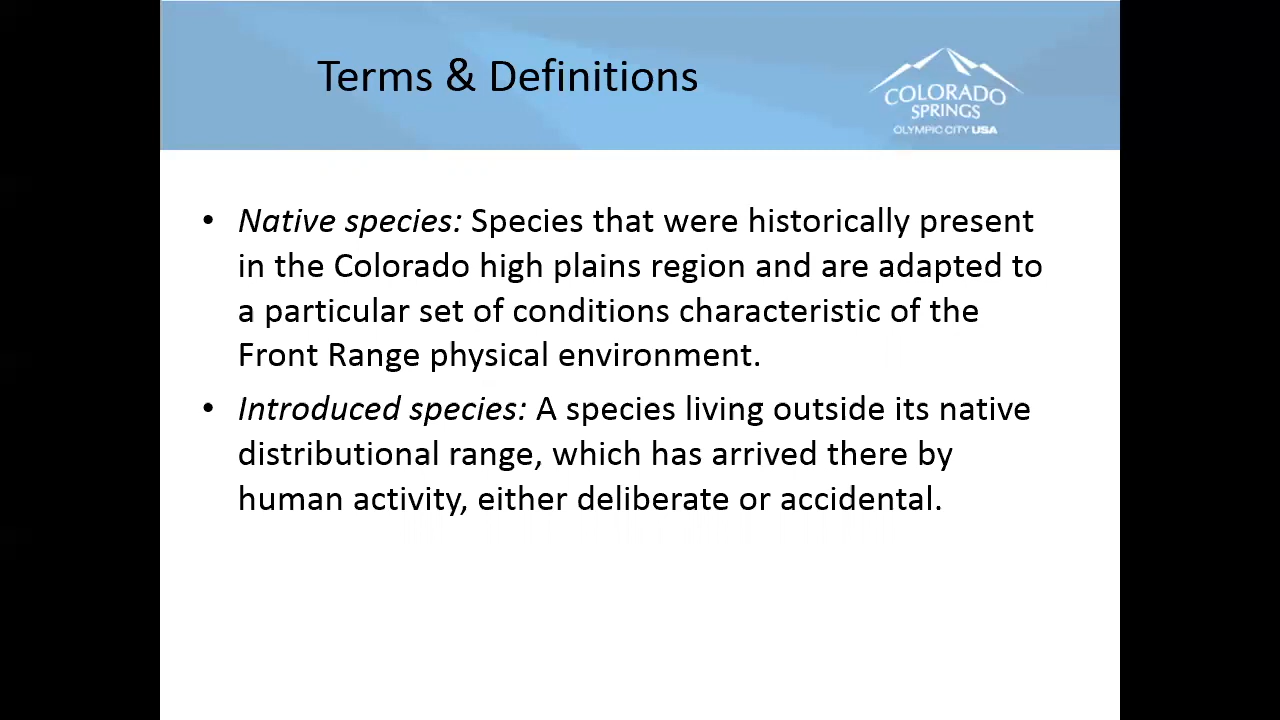 Terms & Definitions
COLORADO
SPRINGS
OLYMPIC CITY USA
• Native species: Species that were historically present
in the Colorado high plains region and are adapted to
a particular set of conditions characteristic of the
Front Range physical environment.
• Introduced species: A species living outside its native
distributional range, which has arrived there by
human activity, either deliberate or accidental.